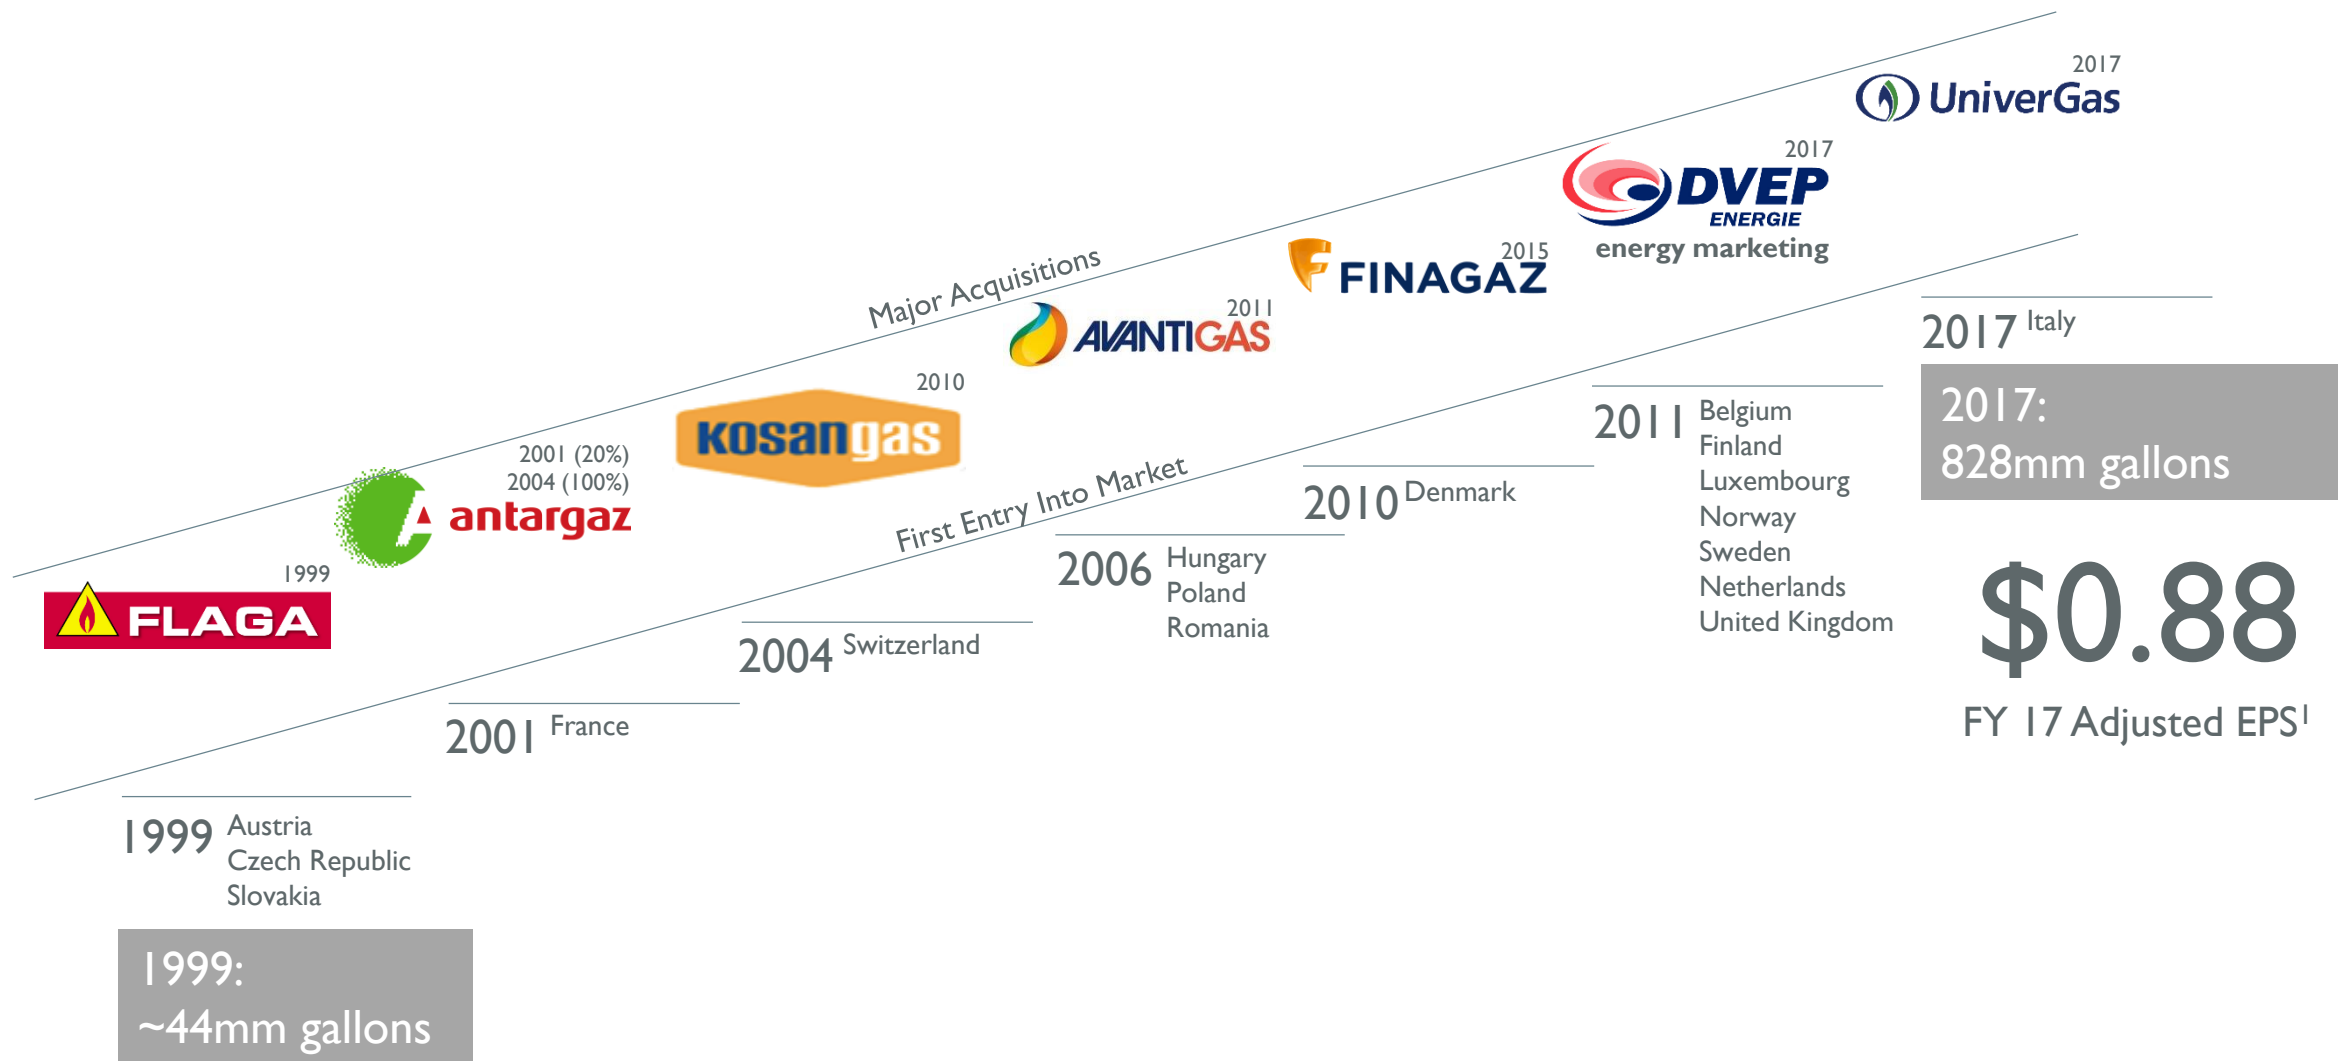 Major Acquisitions
1999
FLAGA
2001 (20%)
2004 (100%)
antargaz
2010
kosangas
2011
AVANTIGAS
2015
FINAGAZ
2017
DVEP
ENERGIE
energy marketing
2017
UniverGas
First Entry Into Market
1999 Austria
Czech Republic
Slovakia
1999:
~44mm gallons
2001 France
2004 Switzerland
2006 Hungary
Poland
Romania
2010 Denmark
2011 Belgium
Finland
Luxembourg
Norway
Sweden
Netherlands
United Kingdom
2017 Italy
2017:
828mm gallons
$0.88
FY 17 Adjusted EPS1